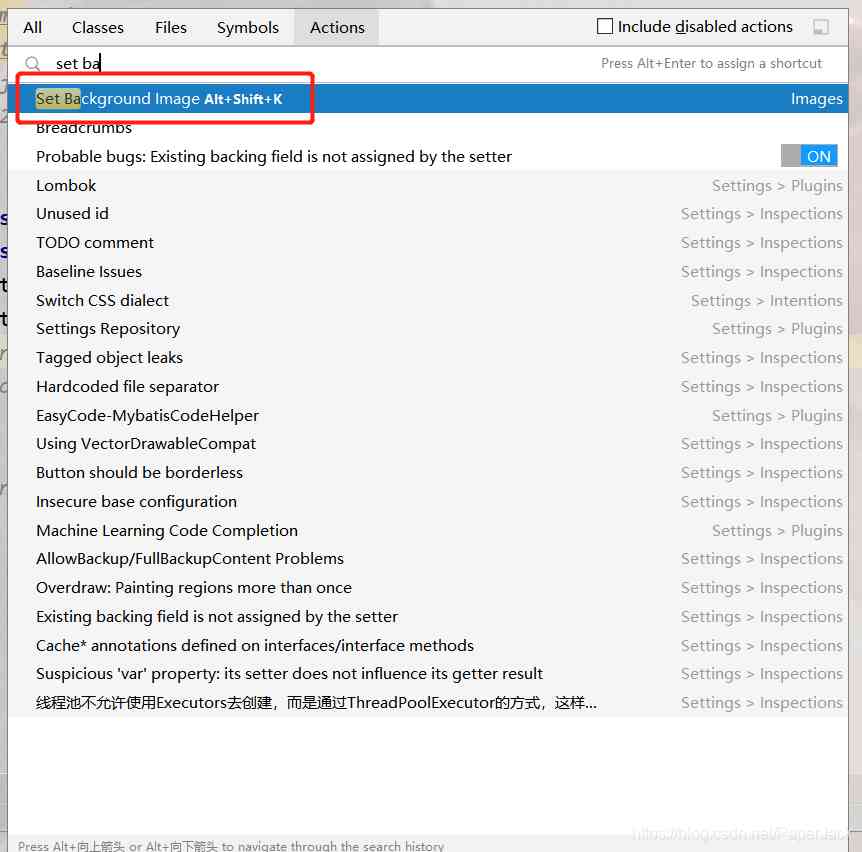 All Classes Files Symbols Actions Include disabled actions
set ba Press Alt+Enter to assign a shortcut
Set Background Image Alt+Shift+K Images
Breadcrumbs
Probable bugs: Existing backing field is not assigned by the setter ON
Lombok Settings > Plugins
Unused id Settings > Inspections
TODO comment Settings > Inspections
Baseline Issues Settings > Inspections
Switch CSS dialect Settings > Intentions
Settings Repository Settings > Plugins
Tagged object leaks Settings > Inspections
Hardcoded file separator Settings > Inspections
EasyCode-MybatisCodeHelper Settings > Plugins
Using VectorDrawableCompat Settings > Inspections
Button should be borderless Settings > Inspections
Insecure base configuration Settings > Inspections
Machine Learning Code Completion Settings > Plugins
AllowBackup/FullBackupContent Problems Settings > Inspections
Overdraw: Painting regions more than once Settings > Inspections
Existing backing field is not assigned by the setter Settings > Inspections
Cache* annotations defined on interfaces/interface methods Settings > Inspections
Suspicious 'var' property: its setter does not influence its getter result Settings > Inspections
线程池不允许使用Executors去创建，而是通过ThreadPoolExecutor的方式，这样... Settings > Inspections
https://blog.csdn.net/PaperJack
Press Alt+向上箭头 or Alt+向下箭头 to navigate through the search history